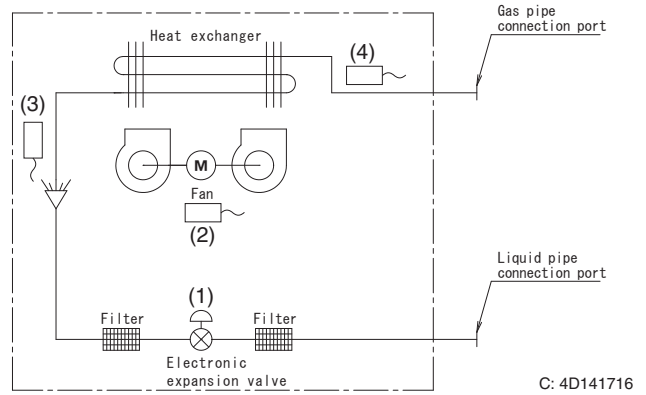 Gas pipe
connection port
Heat exchanger
(4)
(3)
M
Fan
(2)
Liquid pipe
connection port
(1)
Filter
Filter
Electronic
expansion valve
C: 4D141716